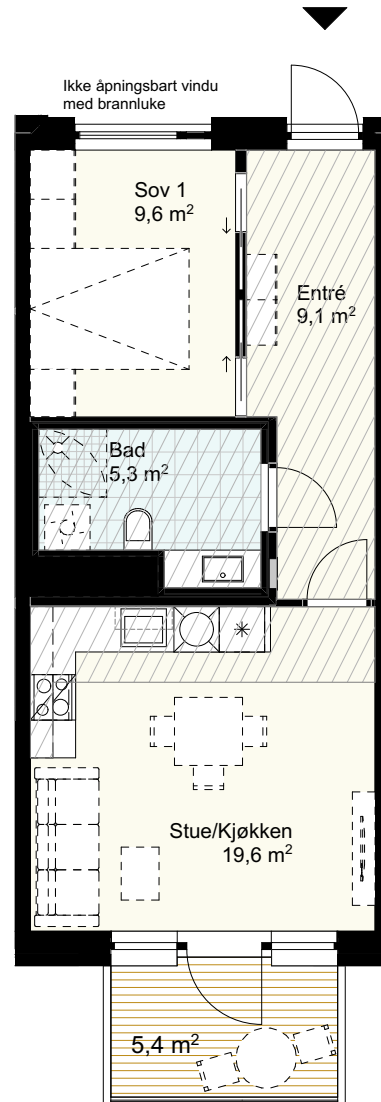 Ikke åpningsbart vindu
med brannluke
Sov 1
9,6 m²
Entré
9,1 m²
Bad
5,3 m²
Stue/Kjøkken
19,6 m²
5,4 m²